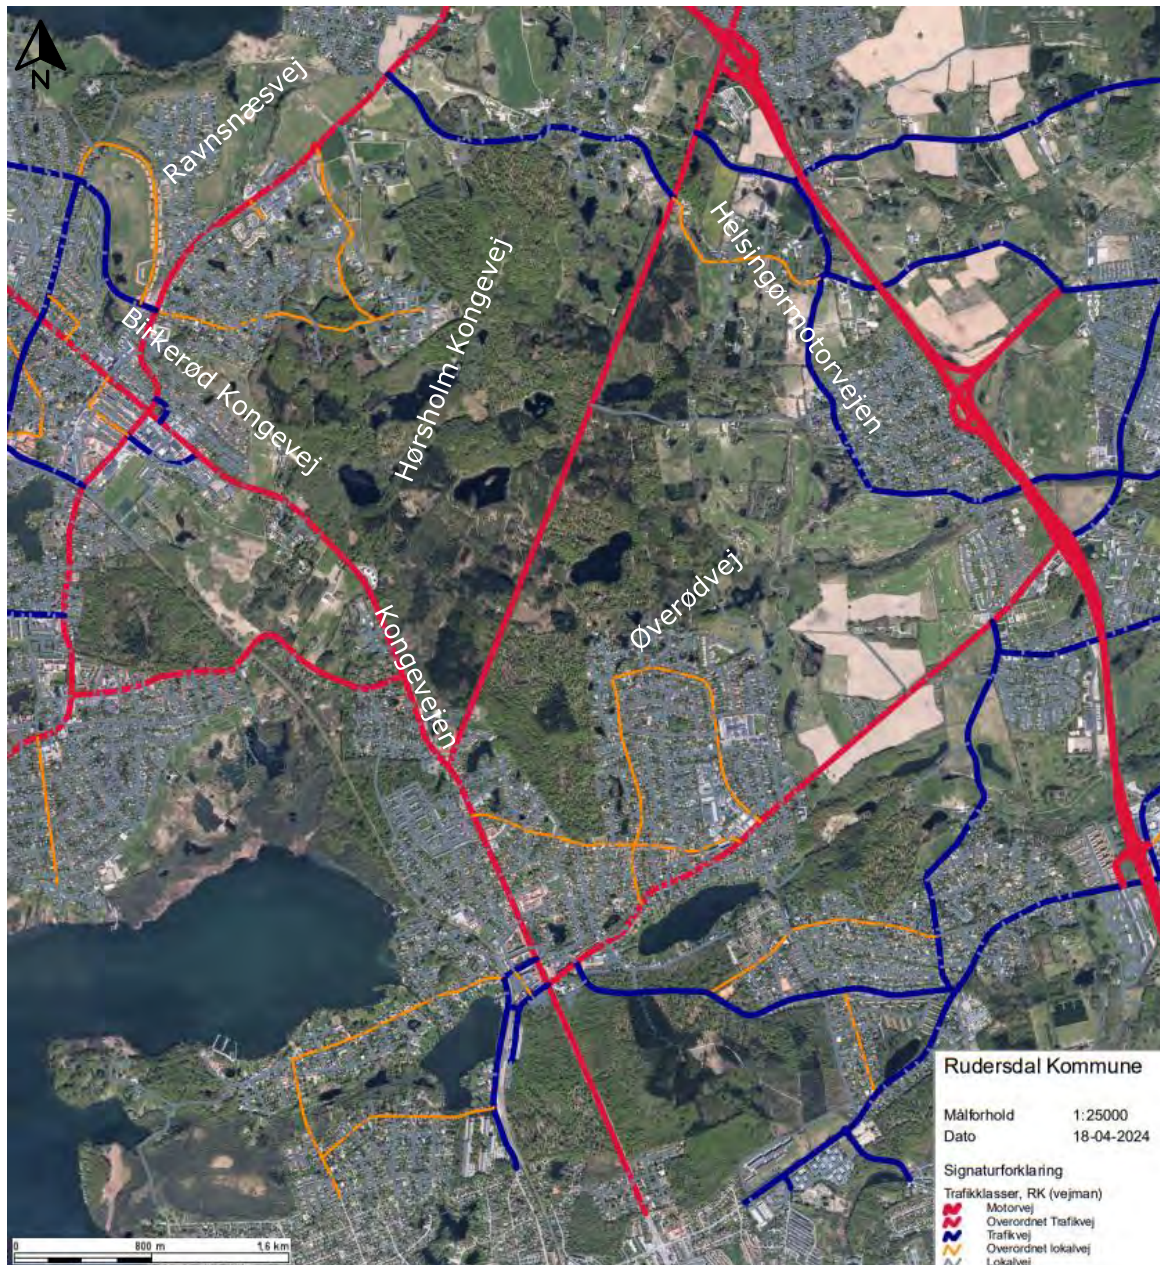 N
Ravnsnæsvej
Helsingørmotorvejen
Hørsholm Kongevej
Birkerød Kongevej
Øverødvej
Kongevejen
Rudersdal Kommune
Målforhold 1:25000
Dato 18-04-2024
Signaturforklaring
Trafikklasser, RK (vejman)
Motorvej
Overordnet Trafikvej
Trafikvej
Overordnet lokalvej
Lokalvej
0 800 m 1,6 km